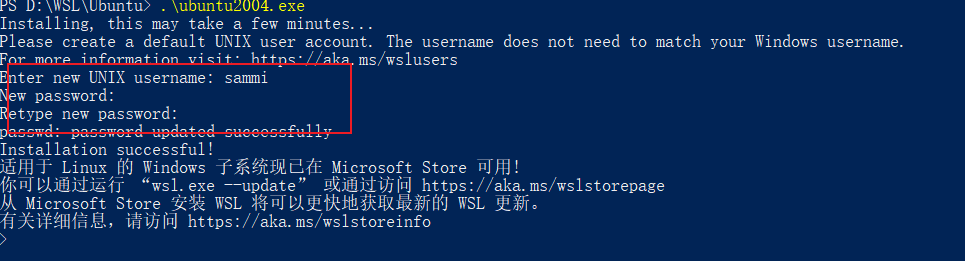 PS D:\WSL\Ubuntu> .\ubuntu2004.exe
Installing, this may take a few minutes...
Please create a default UNIX user account. The username does not need to match your Windows username.
For more information visit: https://aka.ms/wslusers
Enter new UNIX username: sammi
New password:
Retype new password:
passwd: password updated successfully
Installation successful!
适用于 Linux 的 Windows 子系统现已在 Microsoft Store 可用!
你可以通过运行 “wsl.exe --update” 或通过访问 https://aka.ms/wslstorepage
从 Microsoft Store 安装 WSL 将可以更快地获取最新的 WSL 更新。
有关详细信息，请访问 https://aka.ms/wslstoreinfo
>